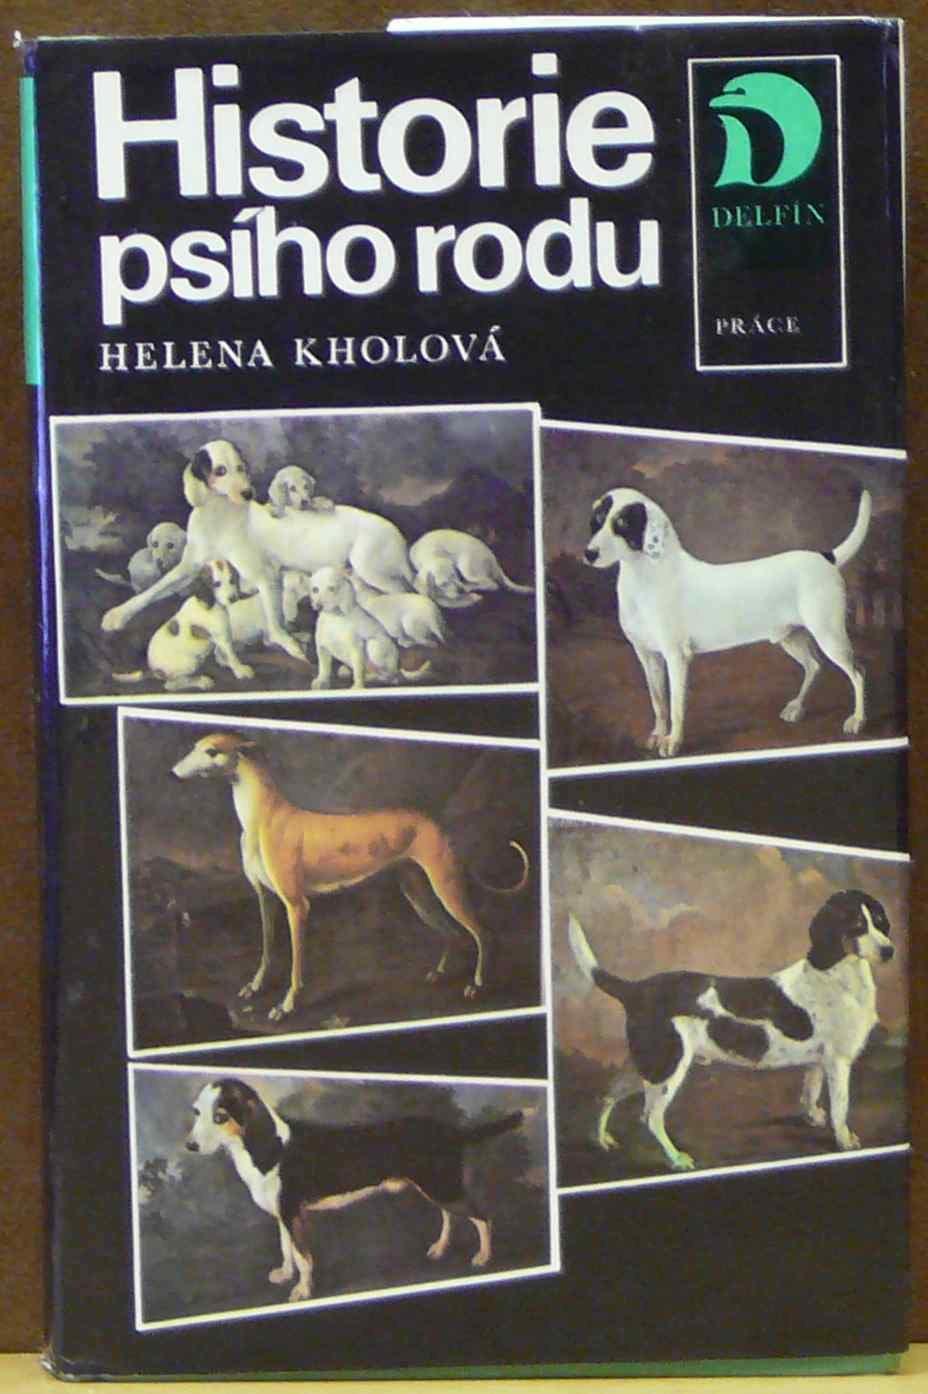 Historie
psího rodu
HELENA KHOLOVÁ
DELFÍN
PRÁCE